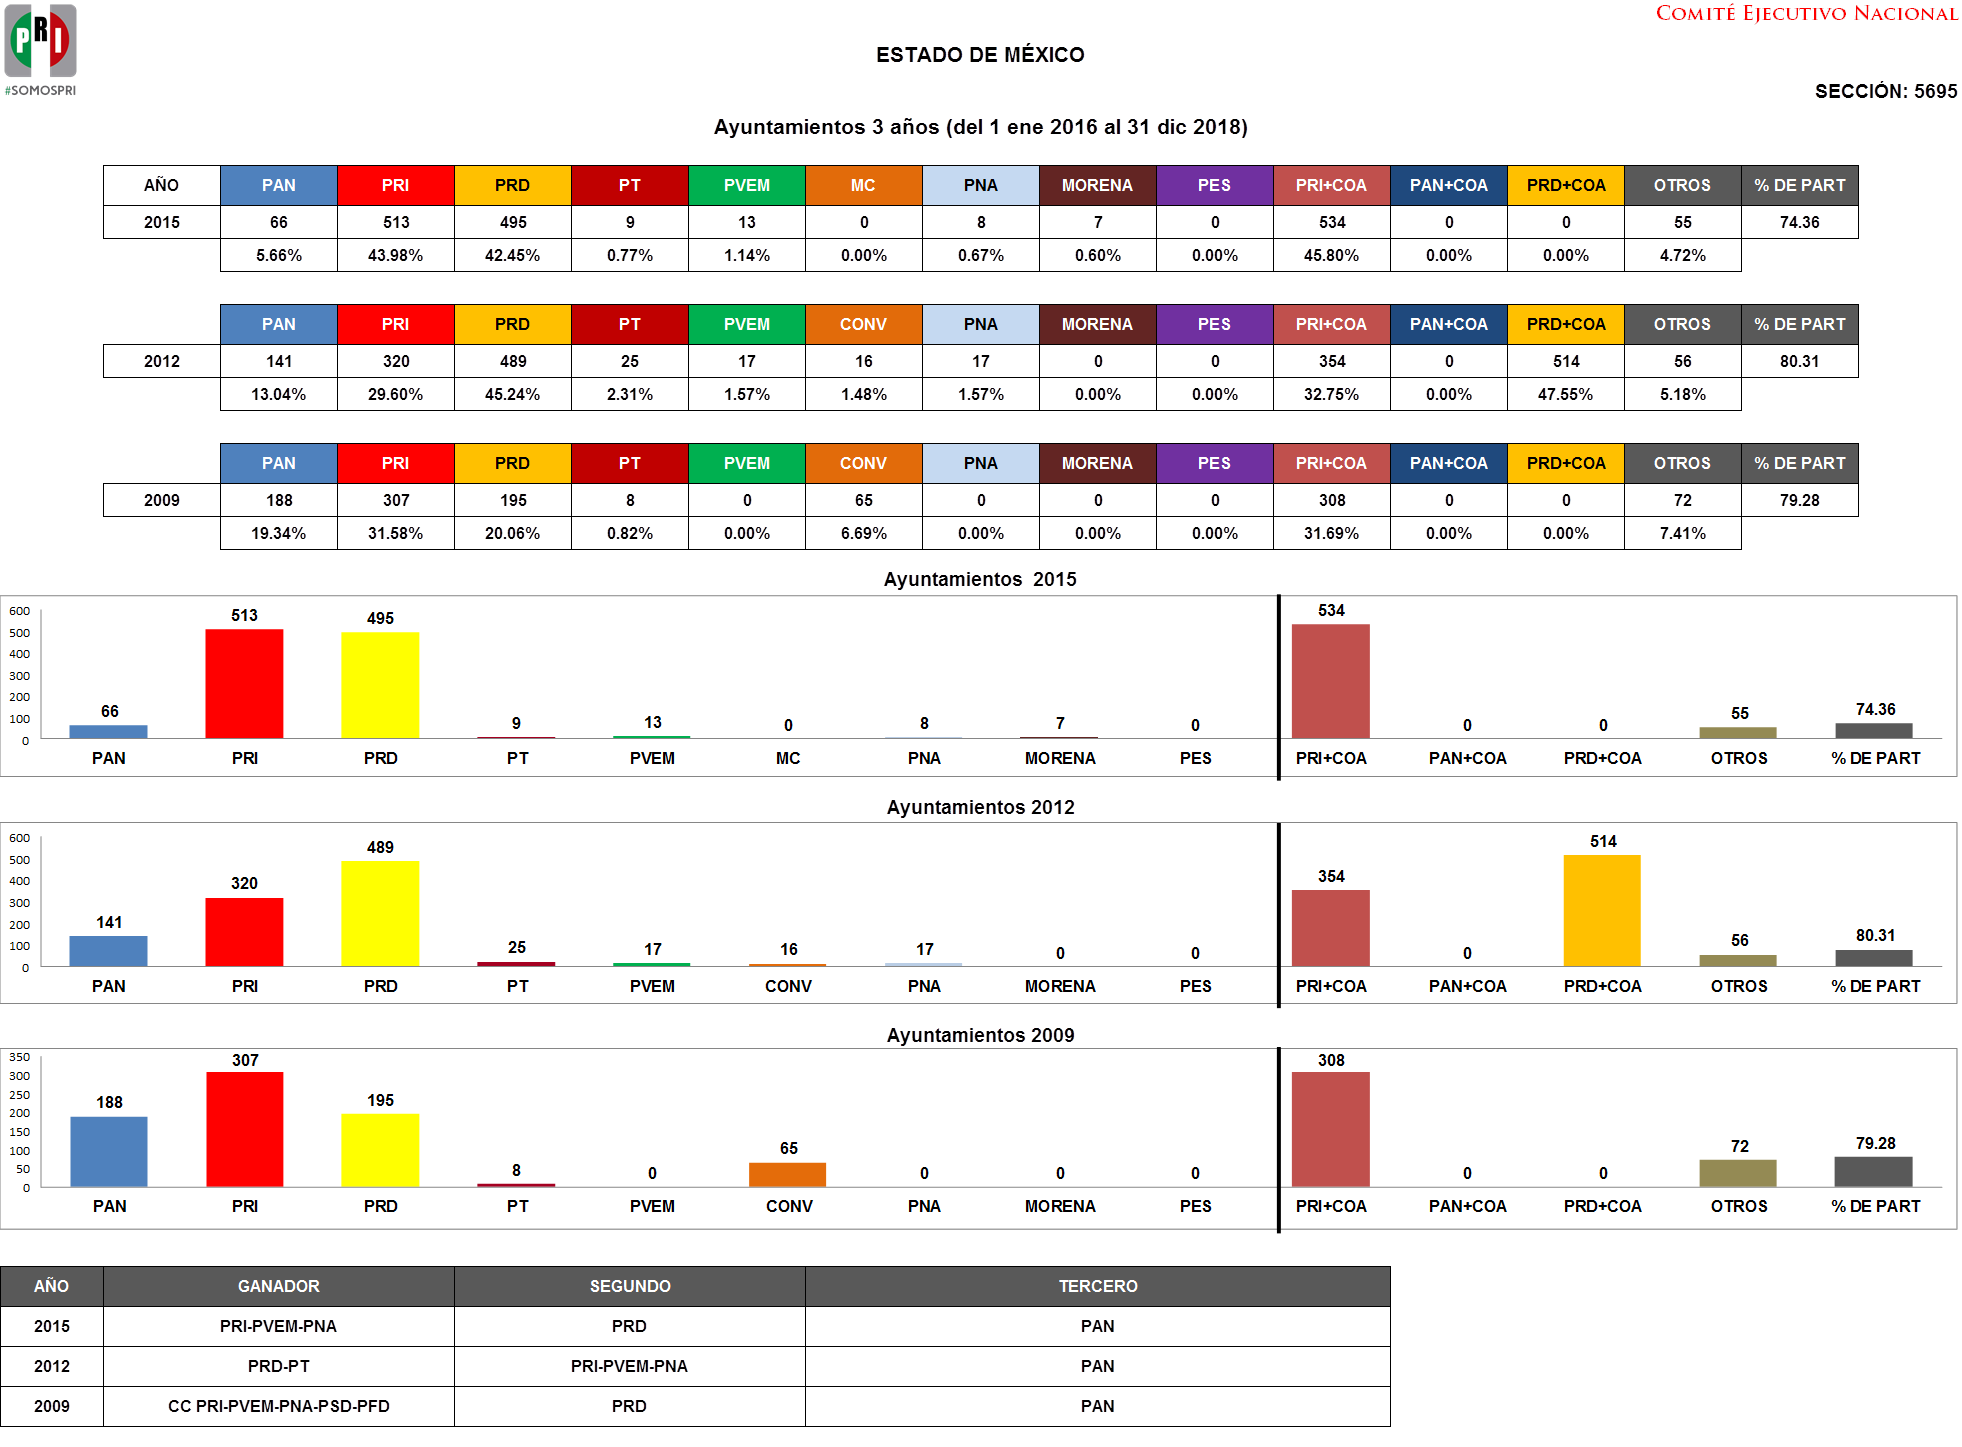 PRI
#SOMOSPRI
COMITÉ EJECUTIVO NACIONAL
ESTADO DE MÉXICO
SECCIÓN: 5695
Ayuntamientos 3 años (del 1 ene 2016 al 31 dic 2018)
AÑO PAN PRI PRD PT PVEM MC PNA MORENA PES PRI+COA PAN+COA PRD+COA OTROS % DE PART
2015 66 513 495 9 13 0 8 7 0 534 0 0 55 74.36
5.66% 43.98% 42.45% 0.77% 1.14% 0.00% 0.67% 0.60% 0.00% 45.80% 0.00% 0.00% 4.72%
PAN PRI PRD PT PVEM CONV PNA MORENA PES PRI+COA PAN+COA PRD+COA OTROS % DE PART
2012 141 320 489 25 17 16 17 0 0 354 0 514 56 80.31
13.04% 29.60% 45.24% 2.31% 1.57% 1.48% 1.57% 0.00% 0.00% 32.75% 0.00% 47.55% 5.18%
PAN PRI PRD PT PVEM CONV PNA MORENA PES PRI+COA PAN+COA PRD+COA OTROS % DE PART
2009 188 307 195 8 0 65 0 0 0 308 0 0 72 79.28
19.34% 31.58% 20.06% 0.82% 0.00% 6.69% 0.00% 0.00% 0.00% 31.69% 0.00% 0.00% 7.41%
Ayuntamientos 2015
600
500
400
300
200
100
0
66 513 495 9 13 0 8 7 0 534 0 0 55 74.36
PAN PRI PRD PT PVEM MC PNA MORENA PES PRI+COA PAN+COA PRD+COA OTROS % DE PART
Ayuntamientos 2012
600
500
400
300
200
100
0
141 320 489 25 17 16 17 0 0 354 0 514 56 80.31
PAN PRI PRD PT PVEM CONV PNA MORENA PES PRI+COA PAN+COA PRD+COA OTROS % DE PART
Ayuntamientos 2009
350
300
250
200
150
100
50
0
188 307 195 8 0 65 0 0 0 308 0 0 72 79.28
PAN PRI PRD PT PVEM CONV PNA MORENA PES PRI+COA PAN+COA PRD+COA OTROS % DE PART
AÑO GANADOR SEGUNDO TERCERO
2015 PRI-PVEM-PNA PRD PAN
2012 PRD-PT PRI-PVEM-PNA PAN
2009 CC PRI-PVEM-PNA-PSD-PFD PRD PAN